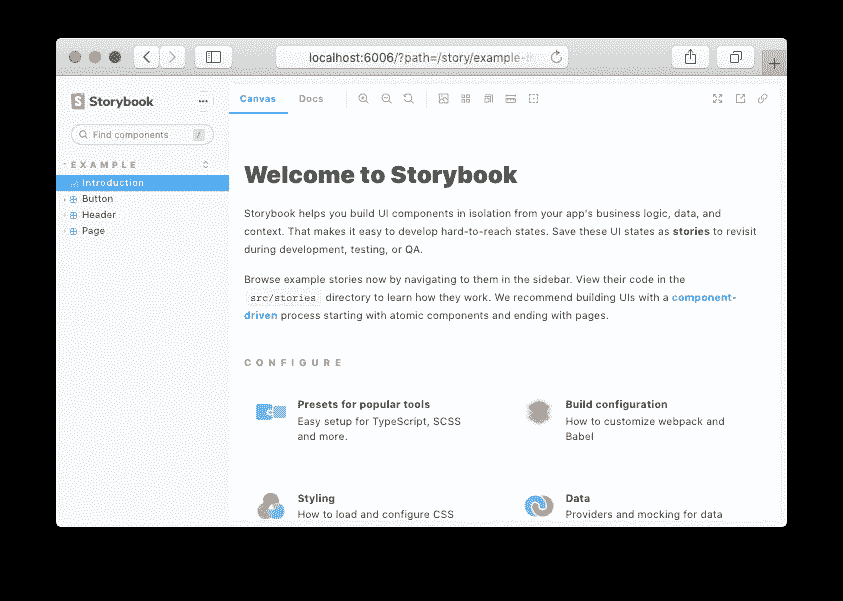 localhost:6006/?path=/story/example-
Storybook
Canvas Docs
Find components /
EXAMPLE
Introduction
Button
Header
Page
Welcome to Storybook
Storybook helps you build UI components in isolation from your app's business logic, data, and
context. That makes it easy to develop hard-to-reach states. Save these UI states as stories to revisit
during development, testing, or QA.
Browse example stories now by navigating to them in the sidebar. View their code in the
src/stories directory to learn how they work. We recommend building UIs with a component-
driven process starting with atomic components and ending with pages.
CONFIGURE
Presets for popular tools
Easy setup for TypeScript, SCSS
and more.
Build configuration
How to customize webpack and
Babel
Styling
How to load and configure CSS
Data
Providers and mocking for data